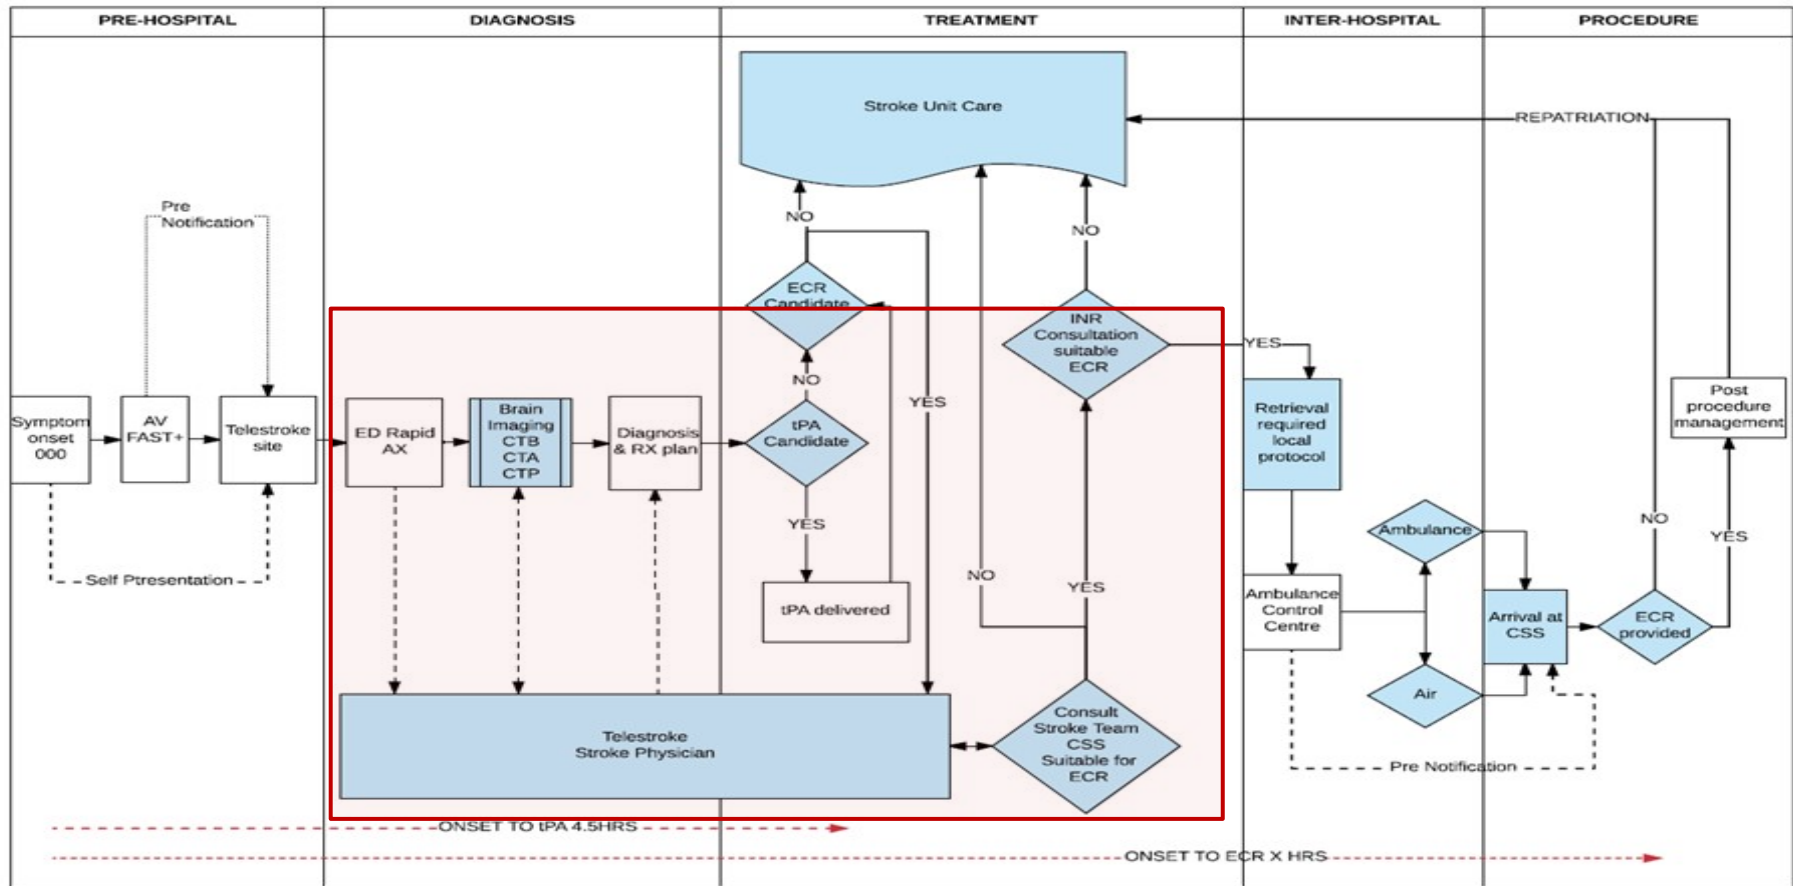 PRE-HOSPITAL
DIAGNOSIS
TREATMENT
INTER-HOSPITAL
PROCEDURE
Stroke Unit Care
REPATRIATION
Pre
Notification
NO
NO
ECR
Candidate
INR
Consultation
suitable
ECR
YES
NO
YES
Symptom
onset
000
AV
FAST+
Telestroke
site
ED Rapid
AX
Brain
Imaging
CTB
CTA
CTP
Diagnosis
& RX plan
tPA
Candidate
Retrieval
required
local
protocol
Post
procedure
management
YES
NO
YES
NO
YES
Self Ptresentation
tPA delivered
Ambulance
Ambulance
Control
Centre
Arrival at
CSS
ECR
provided
Air
Telestroke
Stroke Physician
Consult
Stroke Team
CSS
Suitable for
ECR
Pre Notification
ONSET TO tPA 4.5HRS
ONSET TO ECR X HRS